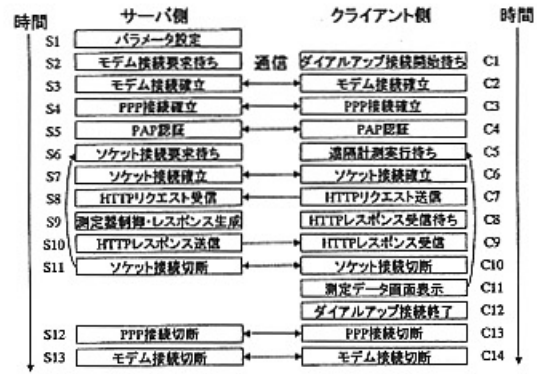 時間 サーバ側 クライアント側 時間
S1 パラメータ設定
S2 モデム接続要求待ち 通信 ダイアルアップ接続開始待ち C1
S3 モデム接続確立 モデム接続確立 C2
S4 PPP接続確立 PPP接続確立 C3
S5 PAP認証 PAP認証 C4
S6 ソケット接続要求待ち 遠隔計測実行待ち C5
S7 ソケット接続確立 ソケット接続確立 C6
S8 HTTPリクエスト受信 HTTPリクエスト送信 C7
S9 測定器制御・レスポンス生成 HTTPレスポンス受信待ち C8
S10 HTTPレスポンス送信 HTTPレスポンス受信 C9
S11 ソケット接続切断 ソケット接続切断 C10
測定データ画面表示 C11
ダイアルアップ接続終了 C12
S12 PPP接続切断 PPP接続切断 C13
S13 モデム接続切断 モデム接続切断 C14